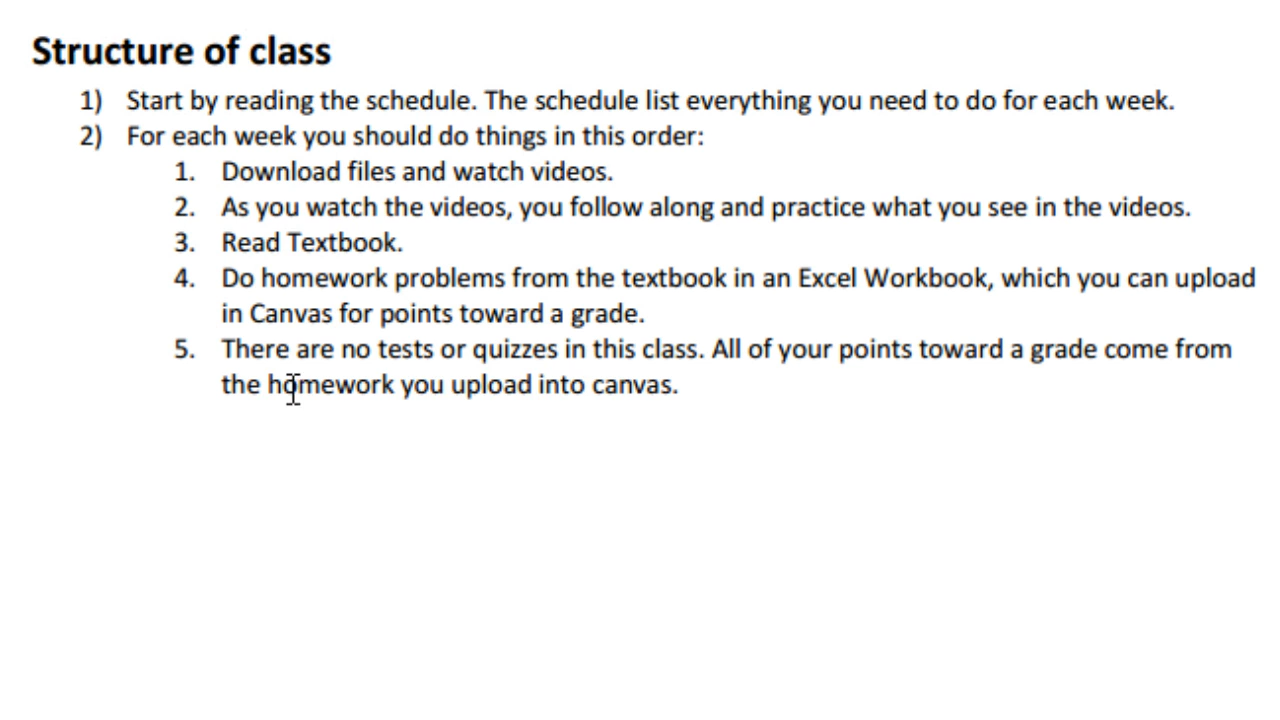 Structure of class
1) Start by reading the schedule. The schedule list everything you need to do for each week.
2) For each week you should do things in this order:
1. Download files and watch videos.
2. As you watch the videos, you follow along and practice what you see in the videos.
3. Read Textbook.
4. Do homework problems from the textbook in an Excel Workbook, which you can upload
in Canvas for points toward a grade.
5. There are no tests or quizzes in this class. All of your points toward a grade come from
the homework you upload into canvas.